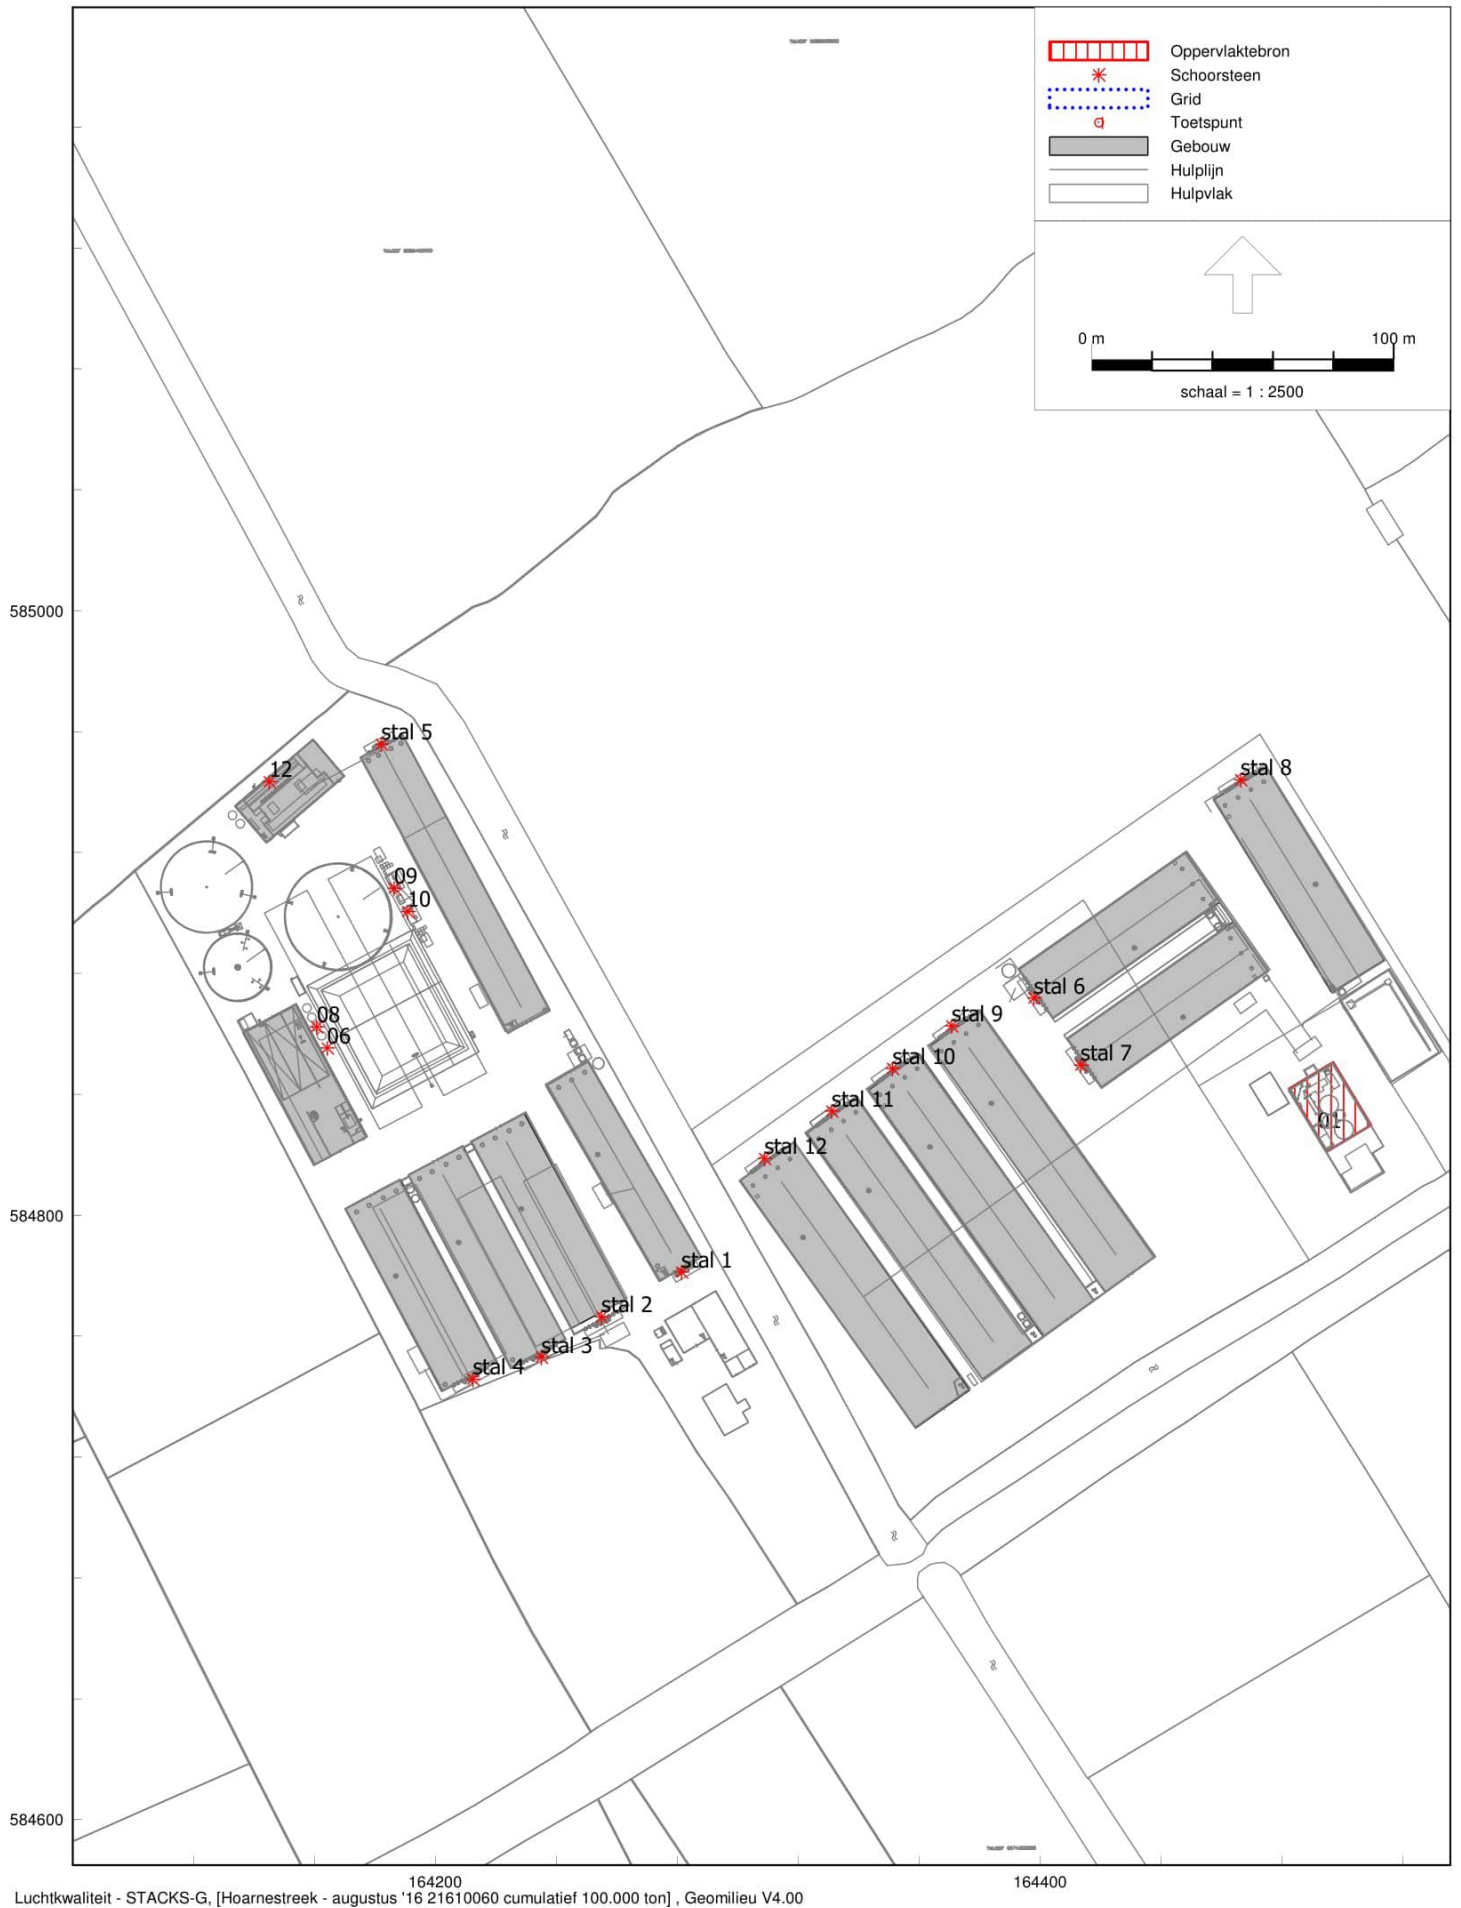 Oppervlaktebron
Schoorsteen
Grid
Toetspunt
Gebouw
Hulplijn
Hulpvlak
0 m 100 m
schaal = 1 : 2500
585000
stal 5
12
stal 8
09
10
stal 6
08
stal 9
06
stal 10
stal 7
stal 11
01
stal 12
584800
stal 1
stal 2
stal 3
stal 4
584600
164200 164400
Luchtkwaliteit - STACKS-G, [Hoarnestreek - augustus '16 21610060 cumulatief 100.000 ton] , Geomilieu V4.00